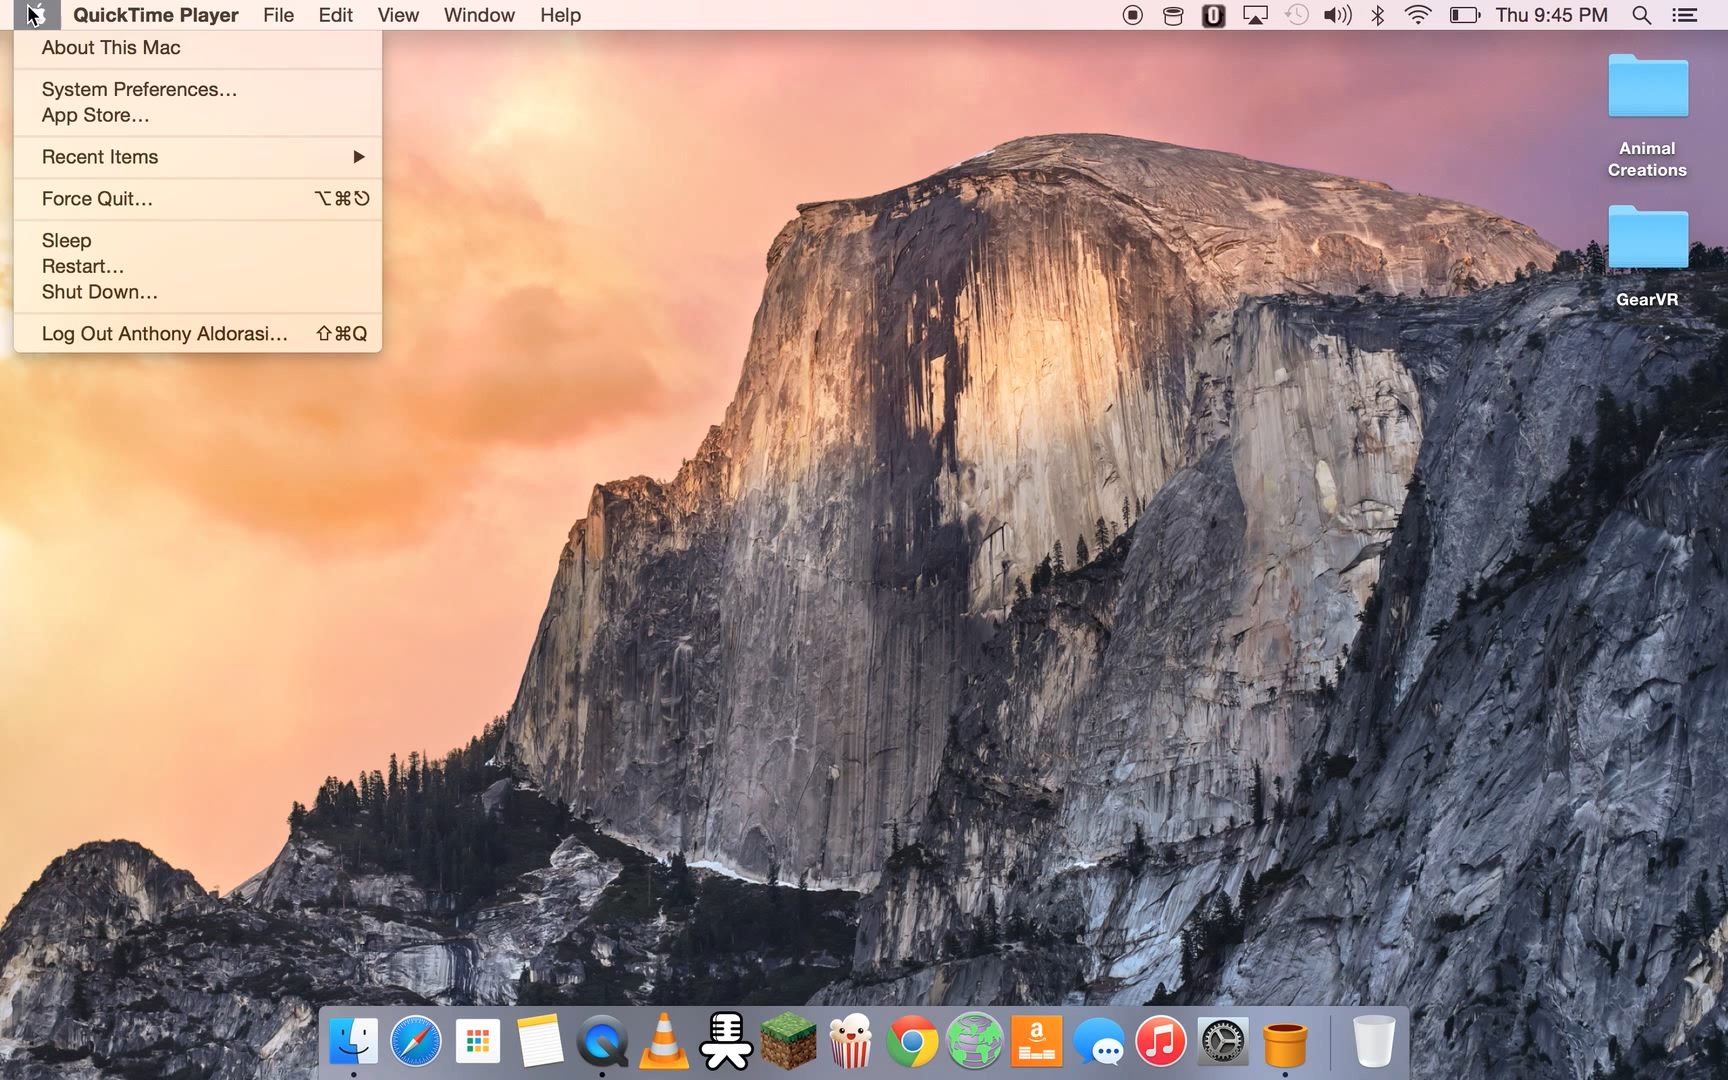 QuickTime Player File Edit View Window Help Thu 9:45 PM
About This Mac
System Preferences...
App Store...
Recent Items
Force Quit... ⌥⌘⎋
Sleep
Restart...
Shut Down...
Log Out Anthony Aldorasi... ⇧⌘Q
Animal
Creations
GearVR